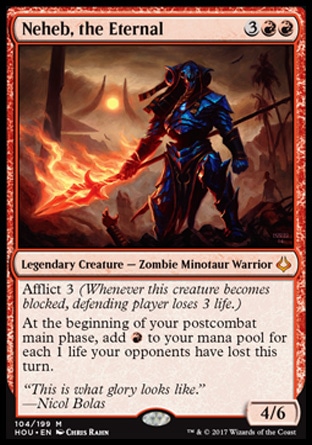 Neheb, the Eternal 3
Legendary Creature — Zombie Minotaur Warrior
Afflict 3 (Whenever this creature becomes
blocked, defending player loses 3 life.)
At the beginning of your postcombat
main phase, add to your mana pool for
each 1 life your opponents have lost this
turn.
“This is what glory looks like.”
—Nicol Bolas
4/6
104/199 M
HOU • EN Chris Rahn
™ & © 2017 Wizards of the Coast